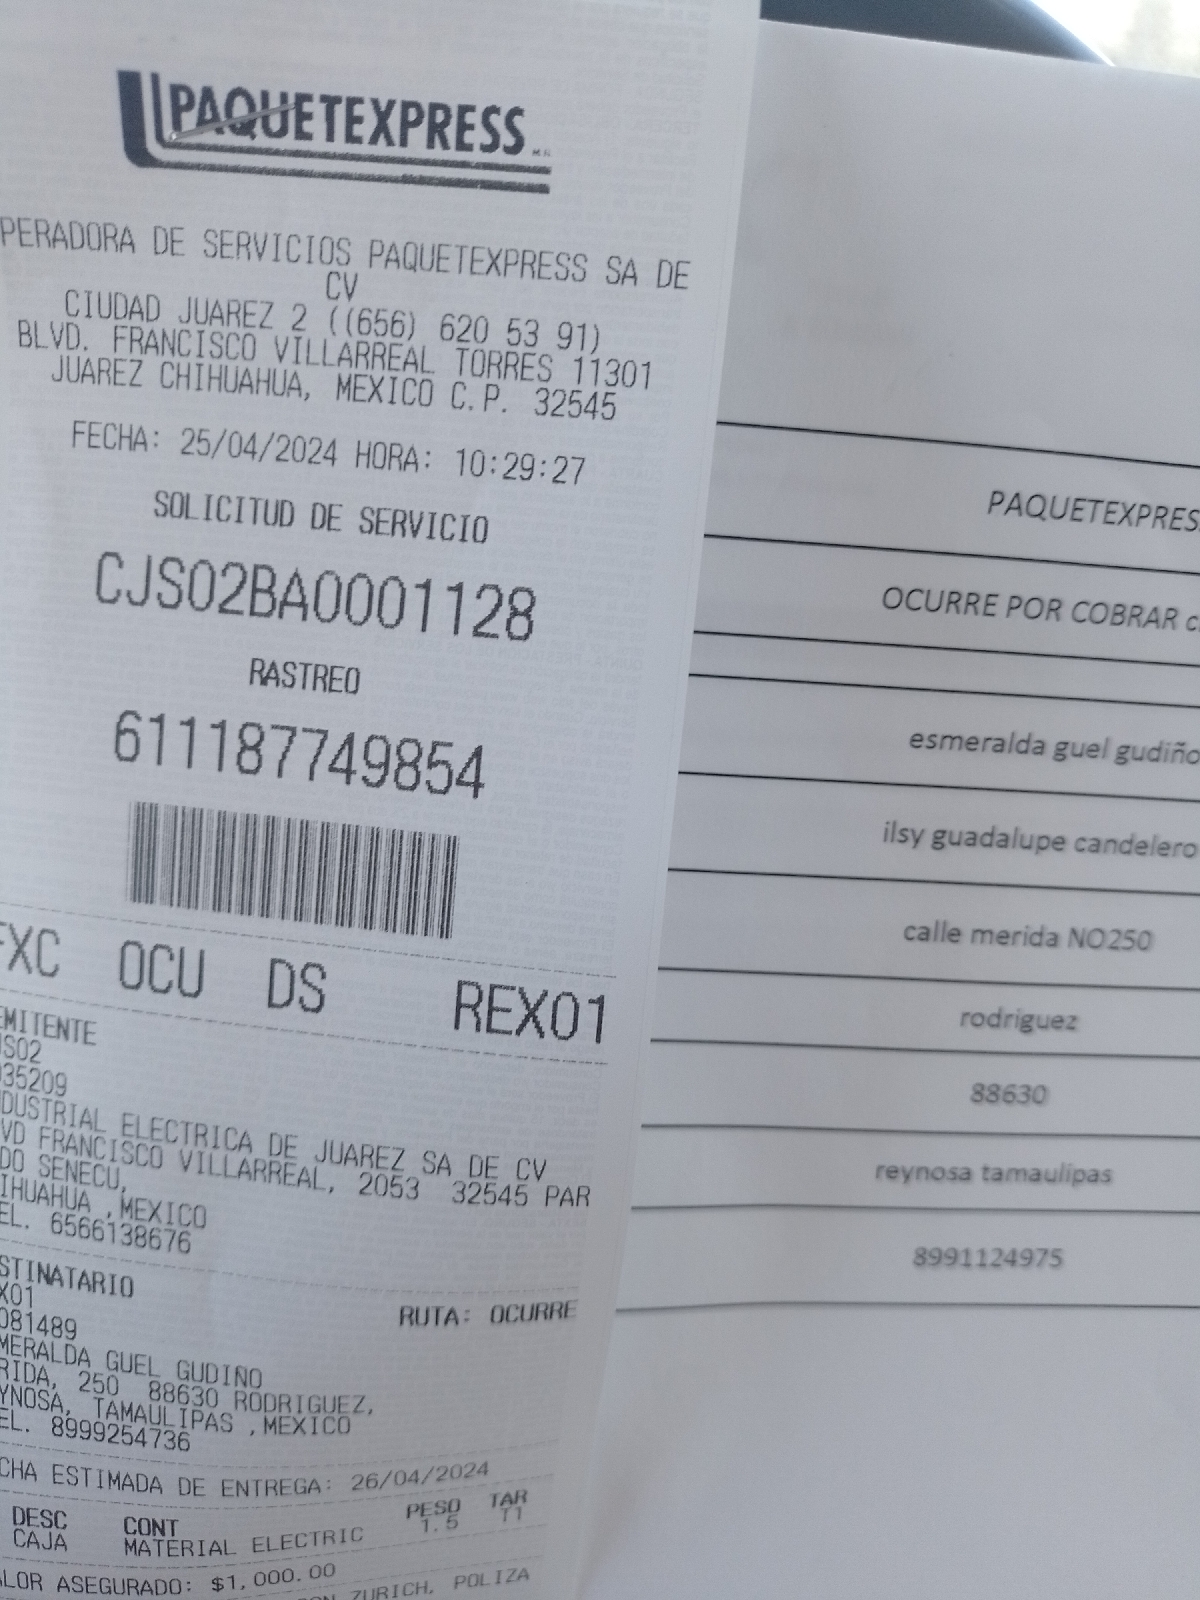 PAQUETEXPRESS
PERADORA DE SERVICIOS PAQUETEXPRESS SA DE
CV
CIUDAD JUAREZ 2 ((656) 620 53 91)
BLVD. FRANCISCO VILLARREAL TORRES 11301
JUAREZ CHIHUAHUA, MEXICO C.P. 32545
FECHA: 25/04/2024 HORA: 10:29:27
SOLICITUD DE SERVICIO
CJS02BA0001128
RASTREO
611187749854
FXC OCU DS REX01
EMITENTE
JS02
035209
NDUSTRIAL ELECTRICA DE JUAREZ SA DE CV
VD FRANCISCO VILLARREAL, 2053 32545 PAR
DO SENECU,
IHUAHUA ,MEXICO
EL. 6566138676
STINATARIO
X01
RUTA: OCURRE
081489
MERALDA GUEL GUDIÑO
RIDA, 250 88630 RODRIGUEZ,
YNOSA, TAMAULIPAS ,MEXICO
EL. 8999254736
CHA ESTIMADA DE ENTREGA: 26/04/2024
DESC CONT PESO TAR
CAJA MATERIAL ELECTRIC 1.5 T1
ALOR ASEGURADO: $1,000.00
ZURICH, POLIZA
PAQUETEXPRES
OCURRE POR COBRAR c
esmeralda guel gudiño
ilsy guadalupe candelero
calle merida NO250
rodriguez
88630
reynosa tamaulipas
8991124975